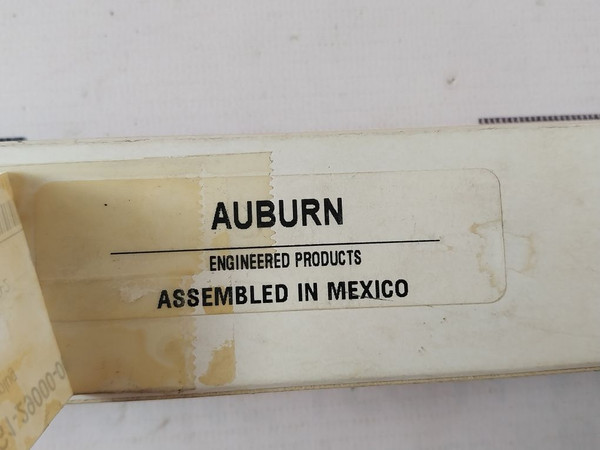 AUBURN
ENGINEERED PRODUCTS
ASSEMBLED IN MEXICO